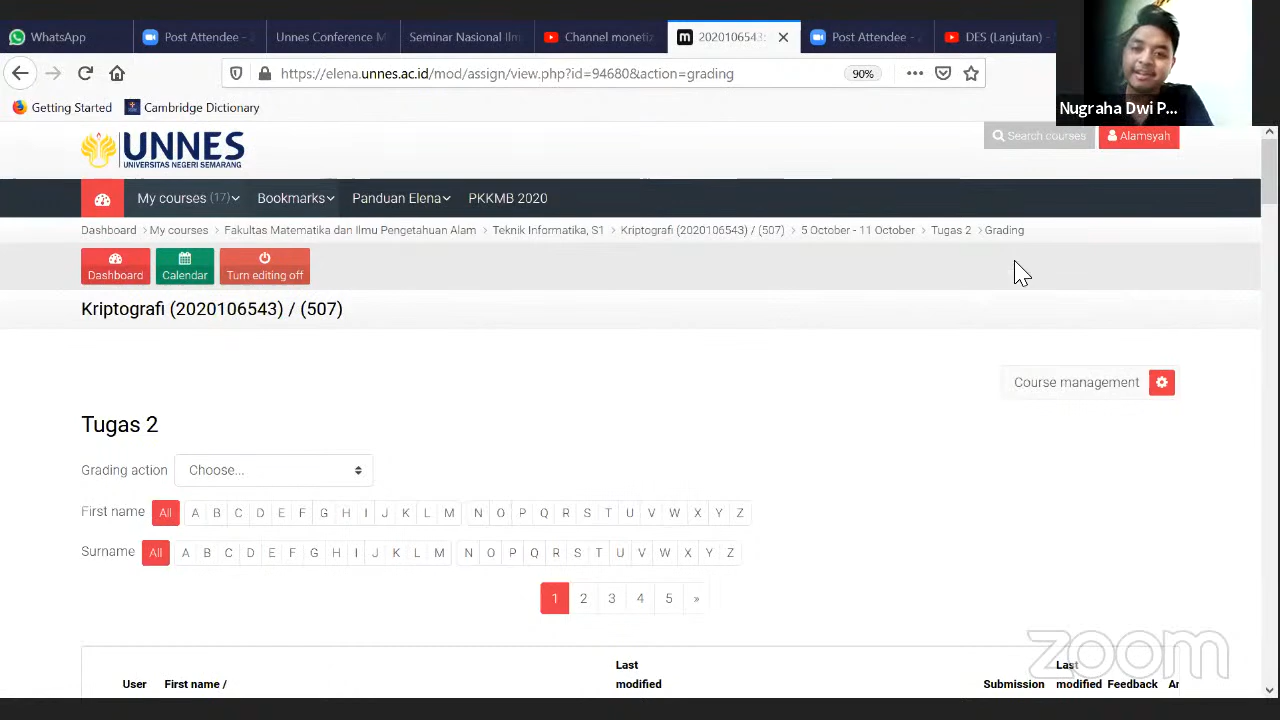 WhatsApp
Post Attendee -
Unnes Conference M
Seminar Nasional Ilm
Channel monetiz
2020106543:
Post Attendee -
DES (Lanjutan) -
https://elena.unnes.ac.id/mod/assign/view.php?id=94680&action=grading
90%
Nugraha Dwi P...
Getting Started
Cambridge Dictionary
UNNES
UNIVERSITAS NEGERI SEMARANG
Search courses
Alamsyah
My courses (17)
Bookmarks
Panduan Elena
PKKMB 2020
Dashboard > My courses > Fakultas Matematika dan Ilmu Pengetahuan Alam > Teknik Informatika, S1 > Kriptografi (2020106543) / (507) > 5 October - 11 October > Tugas 2 > Grading
Dashboard
Calendar
Turn editing off
Kriptografi (2020106543) / (507)
Course management
Tugas 2
Grading action Choose...
First name All A B C D E F G H I J K L M N O P Q R S T U V W X Y Z
Surname All A B C D E F G H I J K L M N O P Q R S T U V W X Y Z
1 2 3 4 5 »
zoom
Last
Last
User First name / modified Submission modified Feedback